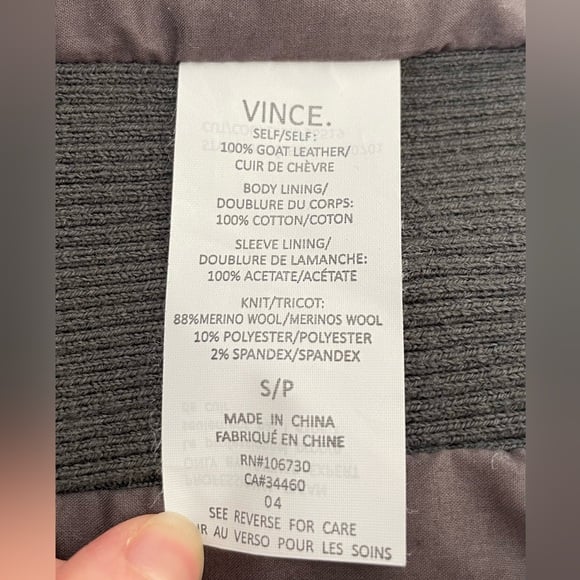 VINCE.
SELF/SELF:
100% GOAT LEATHER/
CUIR DE CHÈVRE
BODY LINING/
DOUBLURE DU CORPS:
100% COTTON/COTON
SLEEVE LINING/
DOUBLURE DE LAMANCHE:
100% ACETATE/ACÉTATE
KNIT/TRICOT:
88%MERINO WOOL/MERINOS WOOL
10% POLYESTER/POLYESTER
2% SPANDEX/SPANDEX
S/P
MADE IN CHINA
FABRIQUÉ EN CHINE
RN#106730
CA#34460
04
SEE REVERSE FOR CARE
AU VERSO POUR LES SOINS